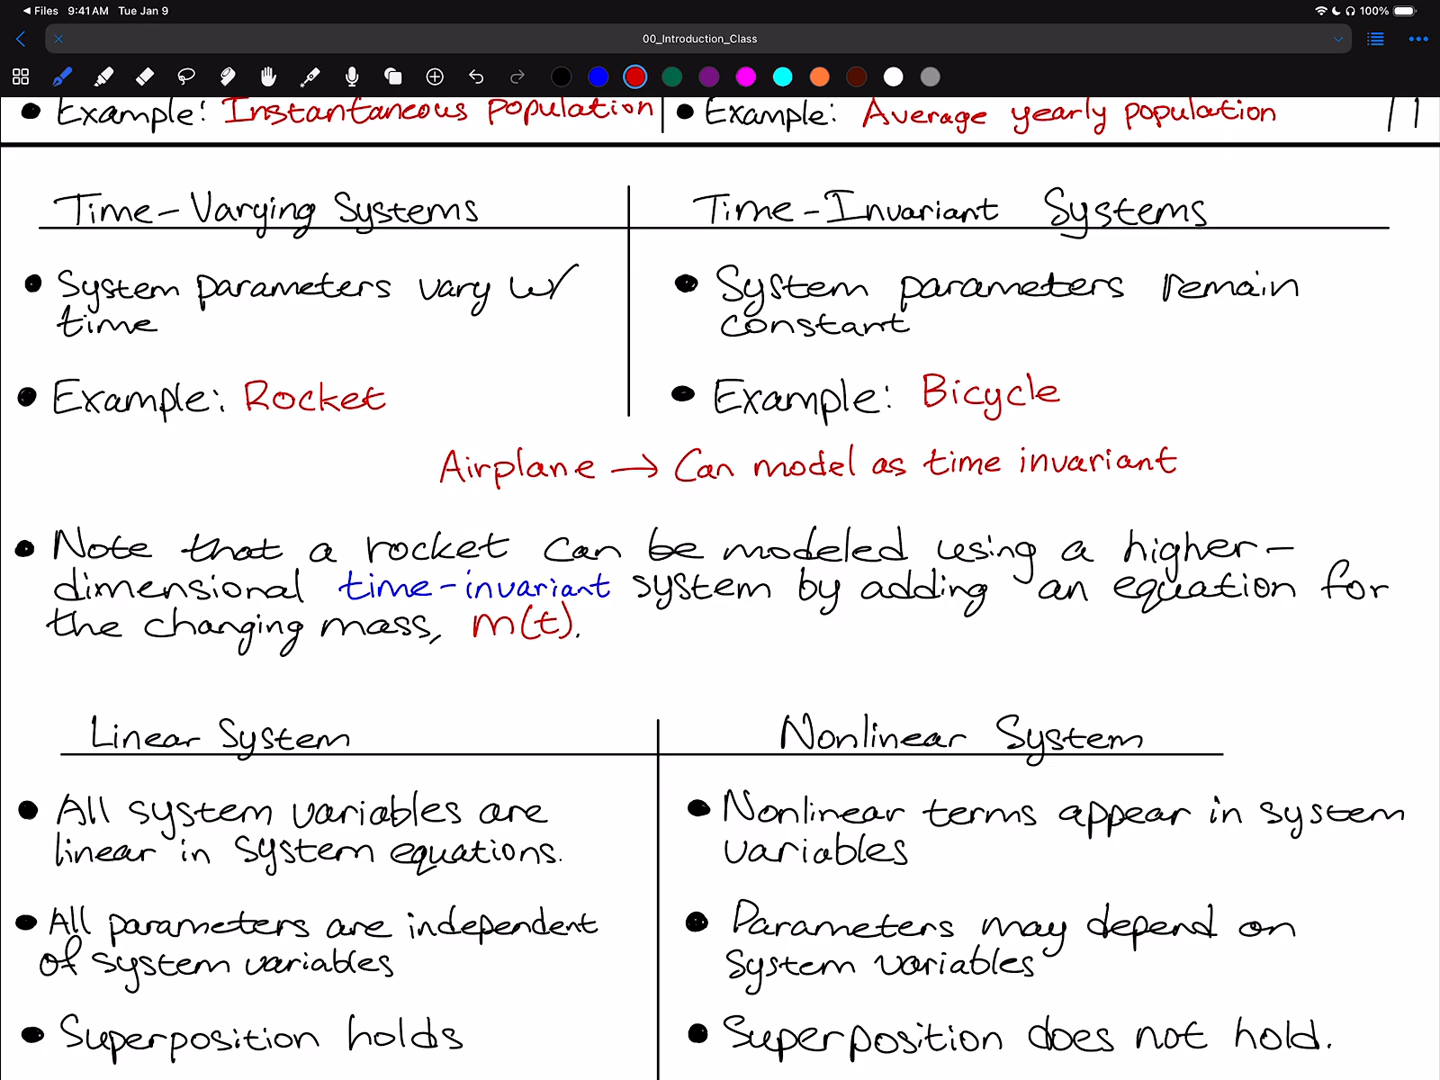 Files 9:41 AM Tue Jan 9 100%
00_Introduction_Class
Example: Instantaneous population
Example: Average yearly population
Time-Varying Systems
Time-Invariant Systems
System parameters vary w/
time
System parameters remain
constant
Example: Rocket
Example: Bicycle
Airplane → Can model as time invariant
Note that a rocket can be modeled using a higher-
dimensional time-invariant system by adding an equation for
the changing mass, m(t).
Linear System
All system variables are
linear in system equations.
All parameters are independent
of system variables
Superposition holds
Nonlinear System
Nonlinear terms appear in system
variables
Parameters may depend on
system variables
Superposition does not hold.